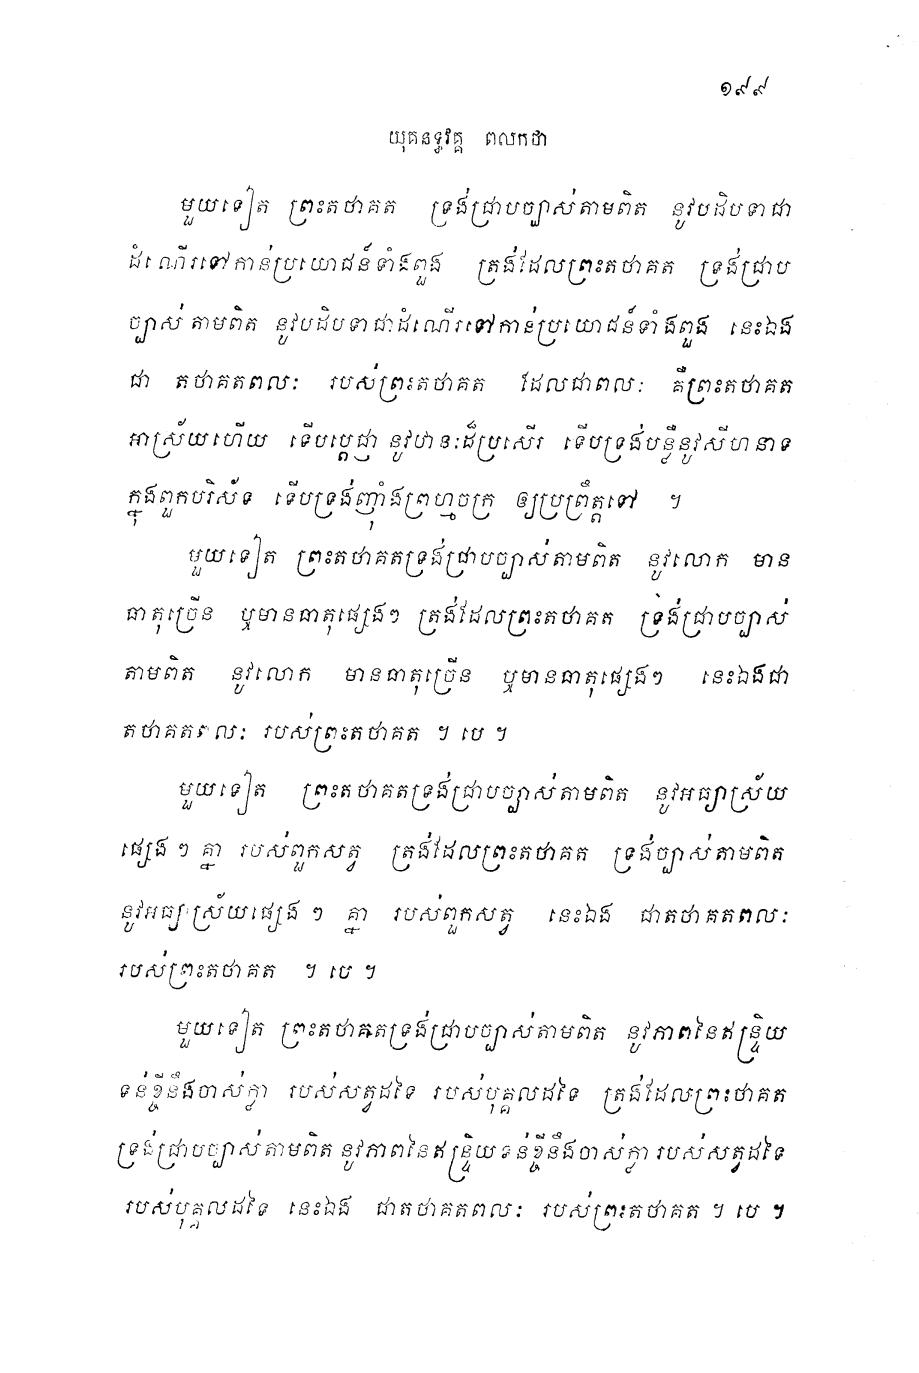 ១៩៩
យុគនទ្ធវគ្គ ពលកថា
មួយទៀត ព្រះតថាគត ទ្រង់ជ្រាបច្បាស់តាមពិត នូវបដិបទាជា
ដំណើរទៅកាន់ប្រយោជន៍ទាំងពួង ត្រង់ដែលព្រះតថាគត ទ្រង់ជ្រាប
ច្បាស់តាមពិត នូវបដិបទាជាដំណើរទៅកាន់ប្រយោជន៍ទាំងពួង នេះឯង
ជា តថាគតពលៈ របស់ព្រះតថាគត ដែលជាពលៈ គឺព្រះតថាគត
អាស្រ័យហើយ ទើបប្តេជ្ញា នូវឋានៈដ៏ប្រសើរ ទើបទ្រង់បន្លឺនូវសីហនាទ
ក្នុងពួកបរិស័ទ ទើបទ្រង់ញ៉ាំងព្រហ្មចក្រ ឲ្យប្រព្រឹត្តទៅ ។
មួយទៀត ព្រះតថាគតទ្រង់ជ្រាបច្បាស់តាមពិត នូវលោក មាន
ធាតុច្រើន ឬមានធាតុផ្សេងៗ ត្រង់ដែលព្រះតថាគត ទ្រង់ជ្រាបច្បាស់
តាមពិត នូវលោក មានធាតុច្រើន ឬមានធាតុផ្សេងៗ នេះឯងជា
តថាគតពលៈ របស់ព្រះតថាគត ។ បេ ។
មួយទៀត ព្រះតថាគតទ្រង់ជ្រាបច្បាស់តាមពិត នូវអធ្យាស្រ័យ
ផ្សេង ៗ គ្នា របស់ពួកសត្វ ត្រង់ដែលព្រះតថាគត ទ្រង់ច្បាស់តាមពិត
នូវអធ្យាស្រ័យផ្សេង ៗ គ្នា របស់ពួកសត្វ នេះឯង ជាតថាគតពលៈ
របស់ព្រះតថាគត ។ បេ ។
មួយទៀត ព្រះតថាគតទ្រង់ជ្រាបច្បាស់តាមពិត នូវភាពនៃឥន្ទ្រិយ
ទន់ខ្ចីនឹងចាស់ក្លា របស់សត្វដទៃ របស់បុគ្គលដទៃ ត្រង់ដែលព្រះថាគត
ទ្រង់ជ្រាបច្បាស់តាមពិត នូវភាពនៃឥន្ទ្រិយទន់ខ្ចីនឹងចាស់ក្លា របស់សត្វដទៃ
របស់បុគ្គលដទៃ នេះឯង ជាតថាគតពលៈ របស់ព្រះតថាគត ។ បេ ។